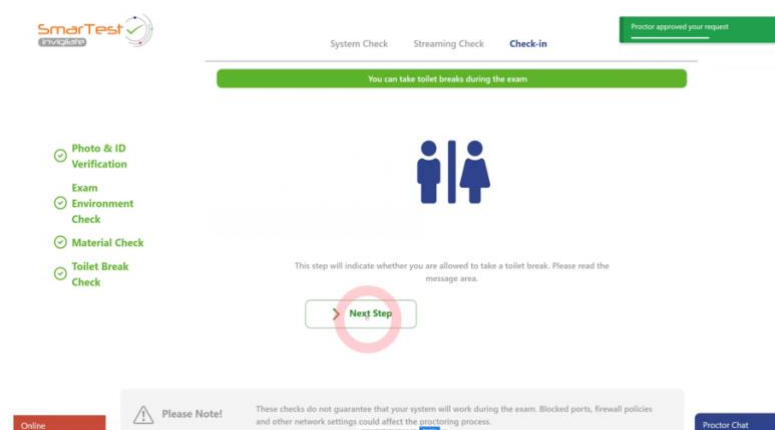 SmarTest
invigilate
System Check
Streaming Check
Check-in
Proctor approved your request
You can take toilet breaks during the exam
Photo & ID
Verification
Exam
Environment
Check
Material Check
Toilet Break
Check
This step will indicate whether you are allowed to take a toilet break. Please read the
message area.
Next Step
Please Note!
These checks do not guarantee that your system will work during the exam. Blocked ports, firewall policies
and other network settings could affect the proctoring process.
Online
Proctor Chat